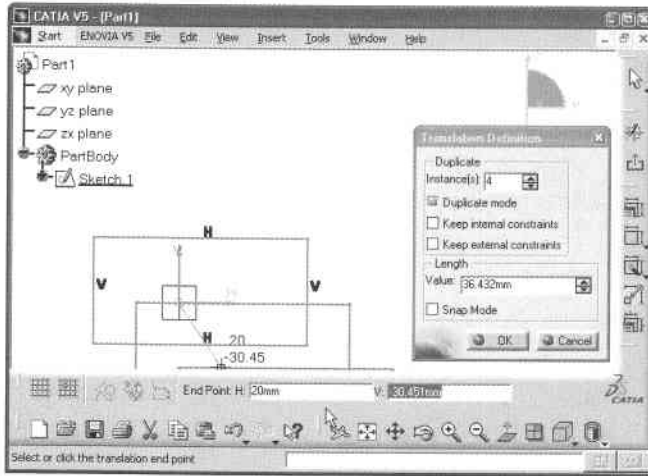 CATIA V5 - [Part1]
Start ENOVIA V5 File Edit View Insert Tools Window Help
Part1
xy plane
yz plane
zx plane
PartBody
Sketch.1
Translation Definition
Duplicate
Instance(s): 4
Duplicate mode
Keep internal constraints
Keep external constraints
Length
Value: 36.432mm
Snap Mode
OK Cancel
H
V
V
H
20
-30.45
End Point: H: 20mm V: -30.451mm
CATIA
Select or click the translation end point